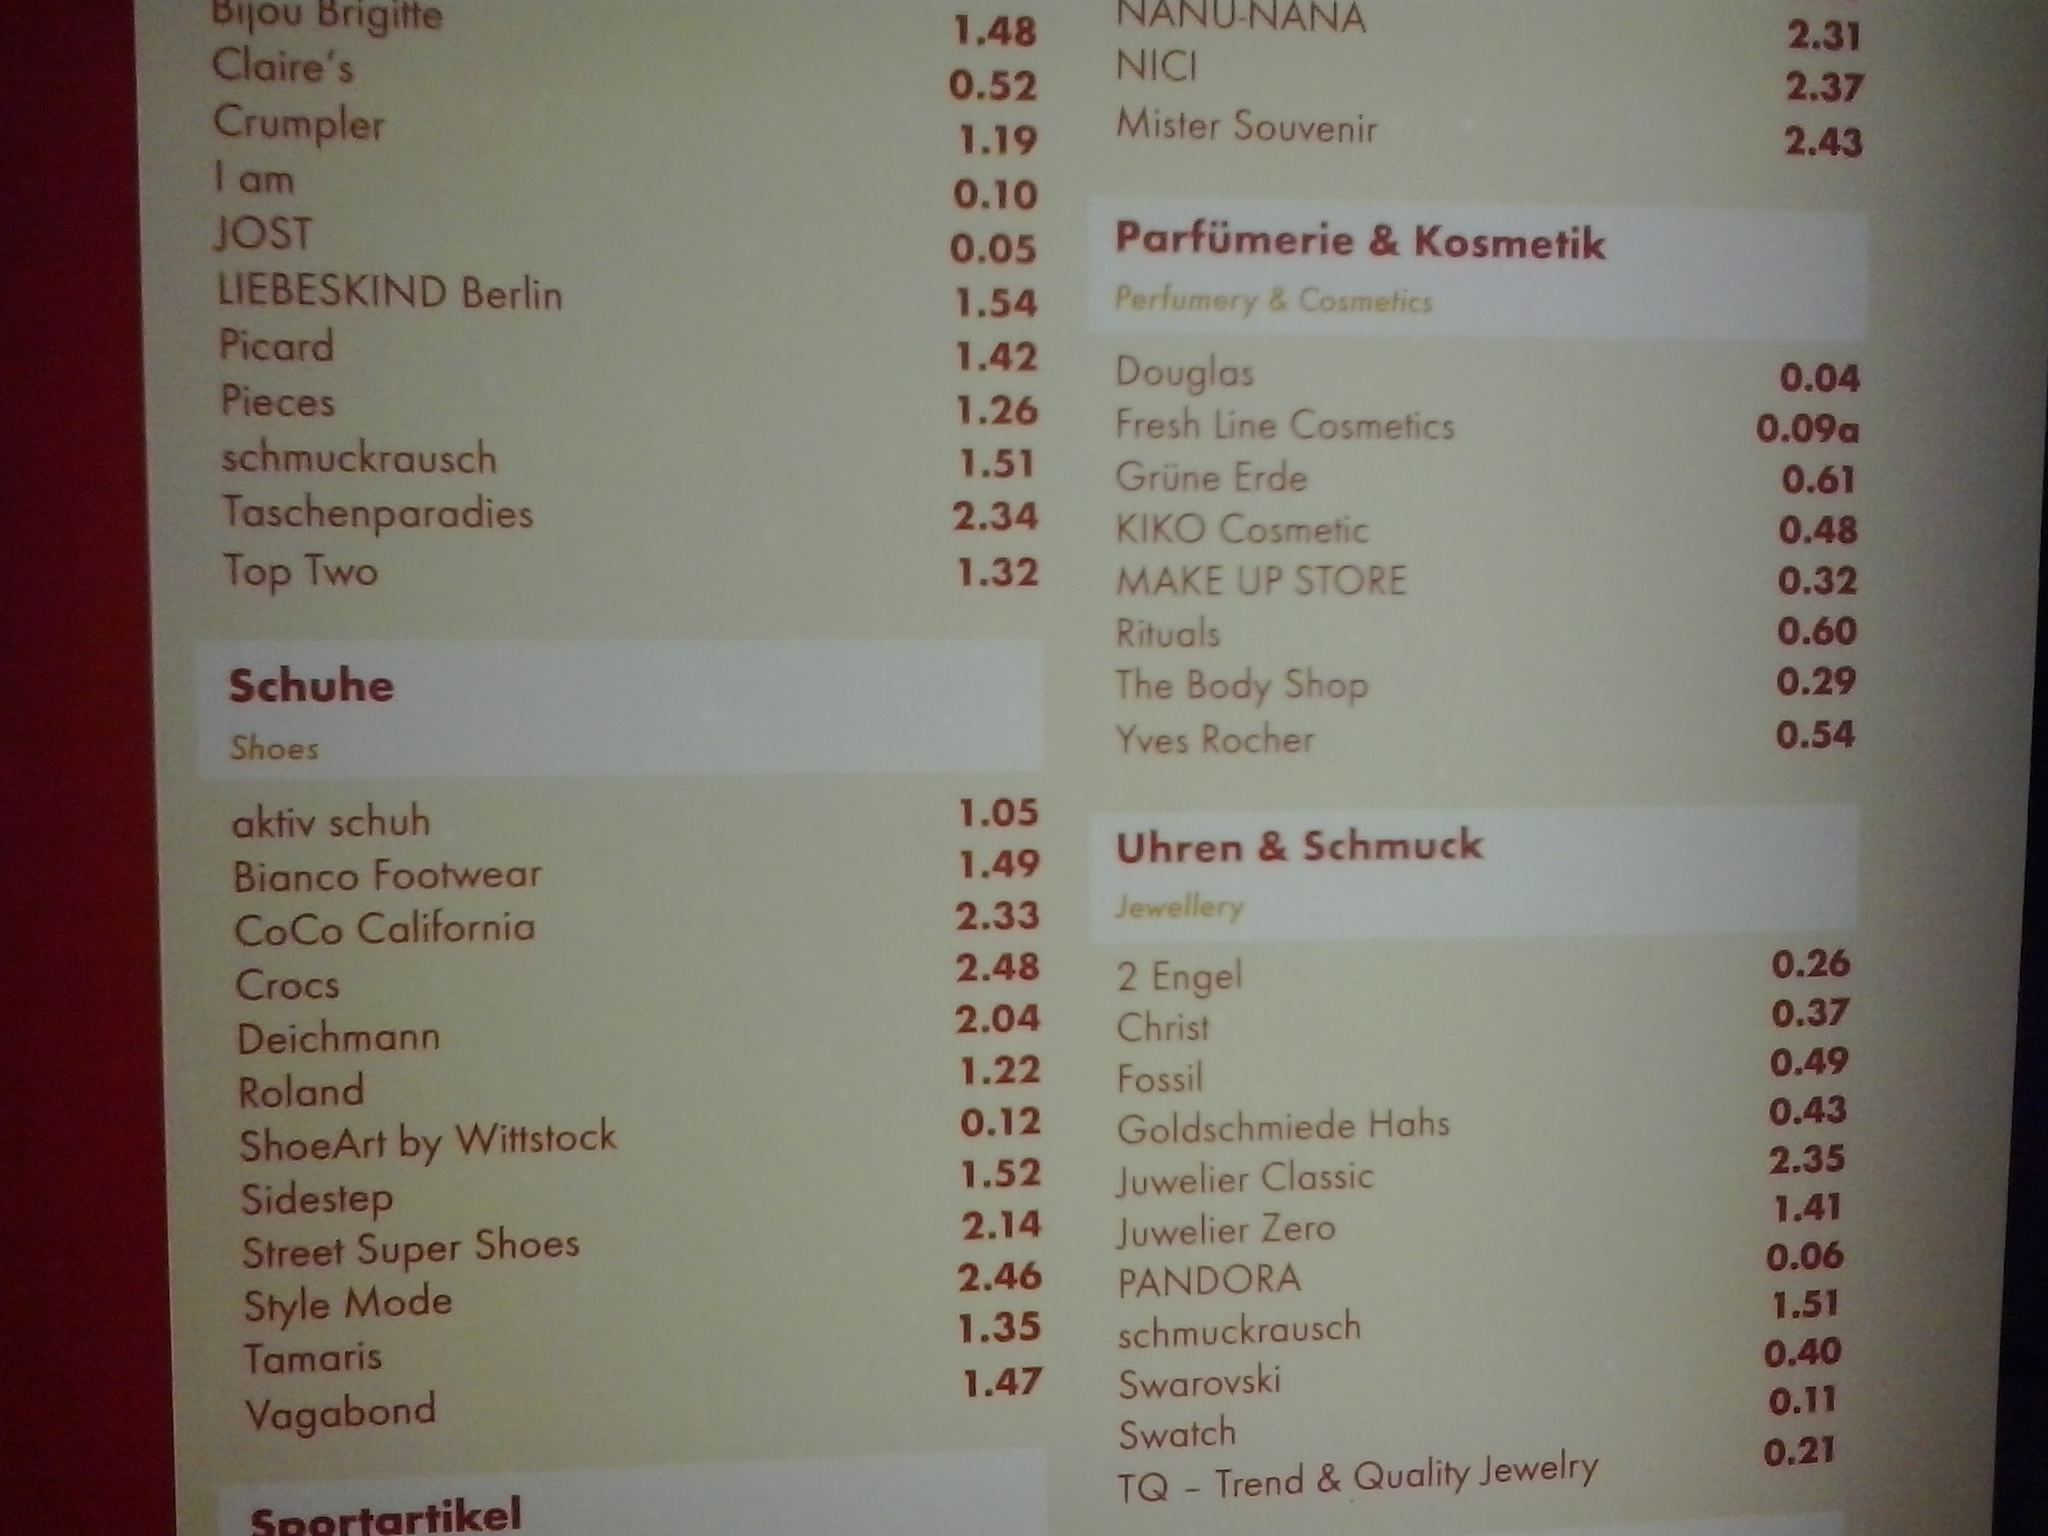 Bijou Brigitte 1.48
Claire's 0.52
Crumpler 1.19
I am 0.10
JOST 0.05
LIEBESKIND Berlin 1.54
Picard 1.42
Pieces 1.26
schmuckrausch 1.51
Taschenparadies 2.34
Top Two 1.32
Schuhe
Shoes
aktiv schuh 1.05
Bianco Footwear 1.49
CoCo California 2.33
Crocs 2.48
Deichmann 2.04
Roland 1.22
ShoeArt by Wittstock 0.12
Sidestep 1.52
Street Super Shoes 2.14
Style Mode 2.46
Tamaris 1.35
Vagabond 1.47
Sportartikel
NANU-NANA 2.31
NICI 2.37
Mister Souvenir 2.43
Parfümerie & Kosmetik
Perfumery & Cosmetics
Douglas 0.04
Fresh Line Cosmetics 0.09a
Grüne Erde 0.61
KIKO Cosmetic 0.48
MAKE UP STORE 0.32
Rituals 0.60
The Body Shop 0.29
Yves Rocher 0.54
Uhren & Schmuck
Jewellery
2 Engel 0.26
Christ 0.37
Fossil 0.49
Goldschmiede Hahs 0.43
Juwelier Classic 2.35
Juwelier Zero 1.41
PANDORA 0.06
schmuckrausch 1.51
Swarovski 0.40
Swatch 0.11
TQ – Trend & Quality Jewelry 0.21